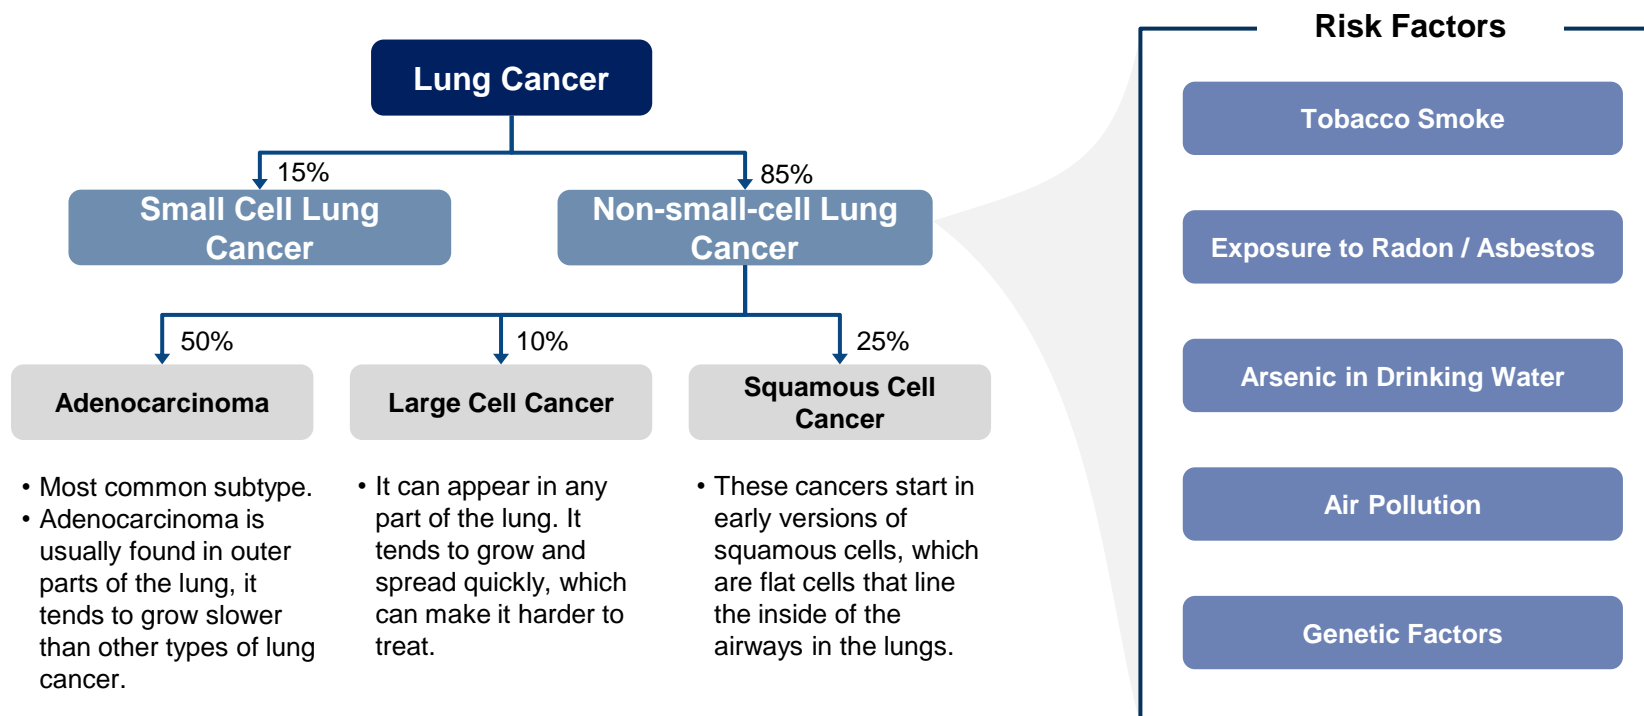 Lung Cancer
15%
85%
Small Cell Lung
Cancer
Non-small-cell Lung
Cancer
50%
10%
25%
Adenocarcinoma
Large Cell Cancer
Squamous Cell
Cancer
• Most common subtype.
• Adenocarcinoma is
usually found in outer
parts of the lung, it
tends to grow slower
than other types of lung
cancer.
• It can appear in any
part of the lung. It
tends to grow and
spread quickly, which
can make it harder to
treat.
• These cancers start in
early versions of
squamous cells, which
are flat cells that line
the inside of the
airways in the lungs.
Risk Factors
Tobacco Smoke
Exposure to Radon / Asbestos
Arsenic in Drinking Water
Air Pollution
Genetic Factors